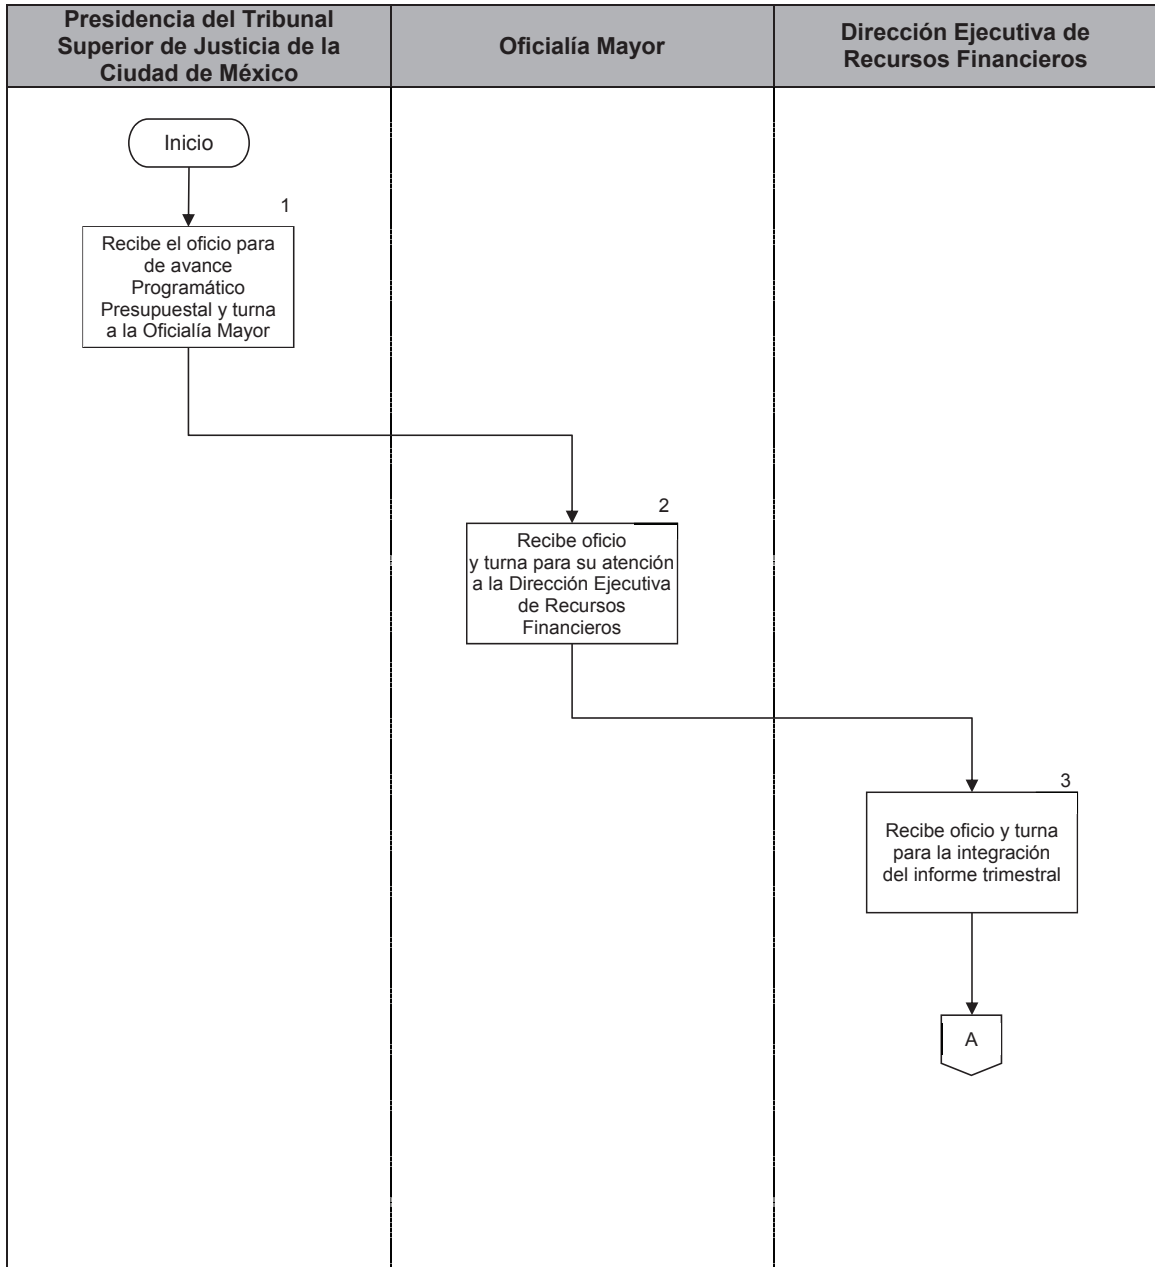 Presidencia del Tribunal
Superior de Justicia de la
Ciudad de México
Oficialía Mayor
Dirección Ejecutiva de
Recursos Financieros
Inicio
1
Recibe el oficio para
de avance
Programático
Presupuestal y turna
a la Oficialía Mayor
2
Recibe oficio
y turna para su atención
a la Dirección Ejecutiva
de Recursos
Financieros
3
Recibe oficio y turna
para la integración
del informe trimestral
A